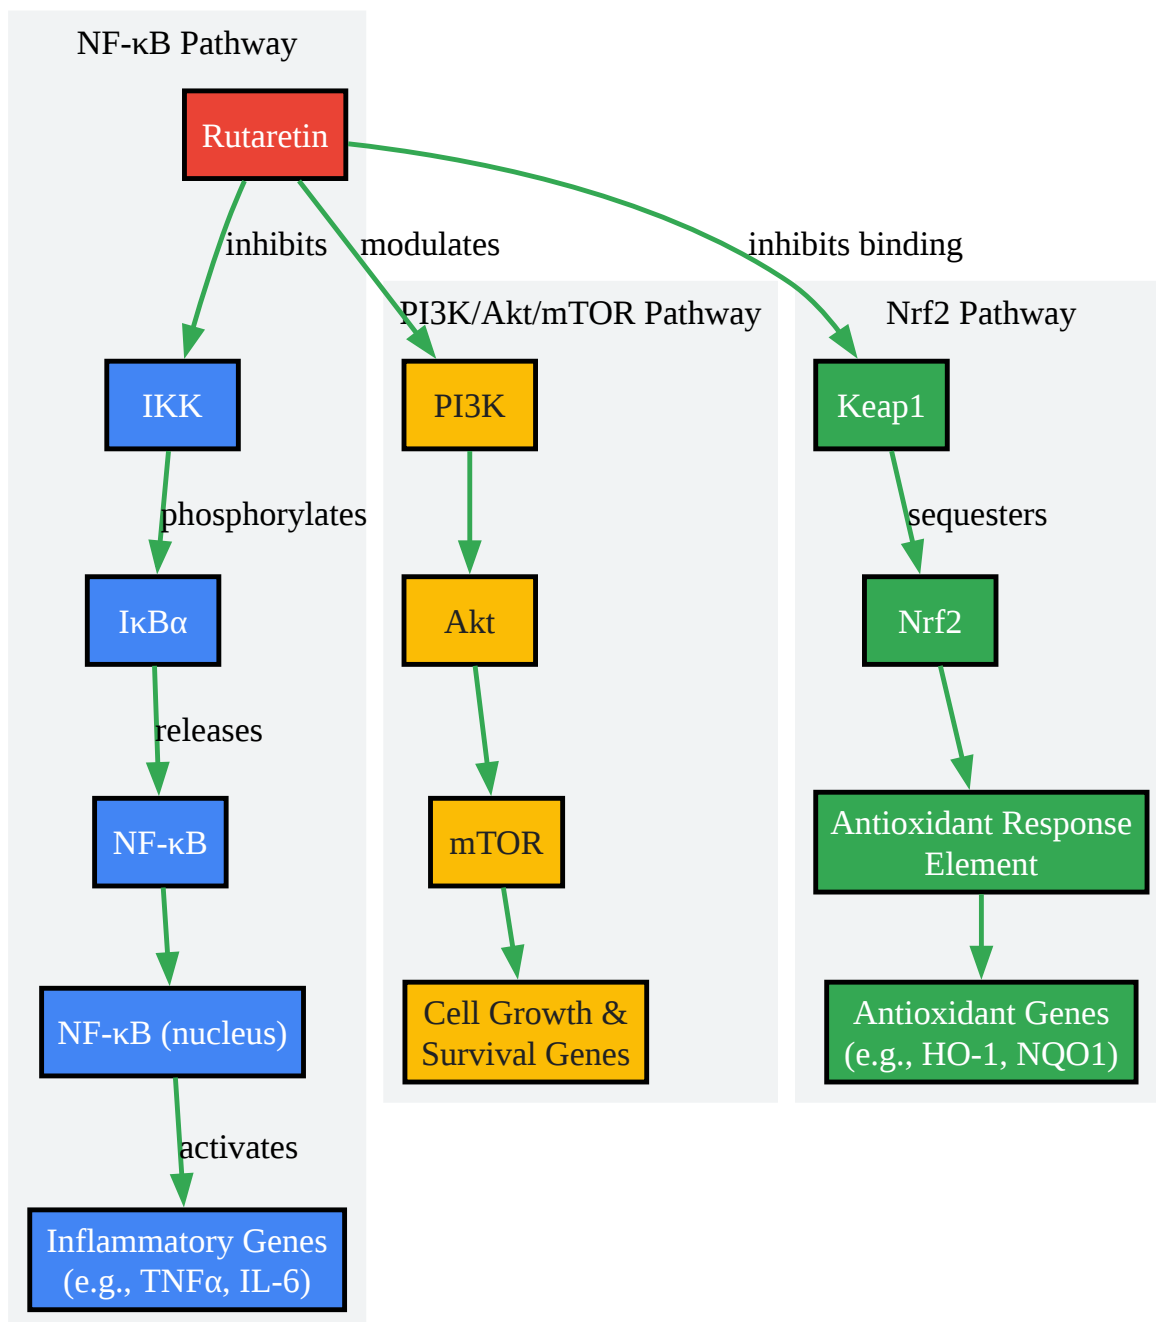 NF-κB Pathway
Rutaretin
inhibits
modulates
inhibits binding
PI3K/Akt/mTOR Pathway
Nrf2 Pathway
IKK
PI3K
Keap1
phosphorylates
sequesters
IκBα
Akt
Nrf2
releases
NF-κB
mTOR
Antioxidant Response
Element
NF-κB (nucleus)
Cell Growth &
Survival Genes
Antioxidant Genes
(e.g., HO-1, NQO1)
activates
Inflammatory Genes
(e.g., TNFα, IL-6)